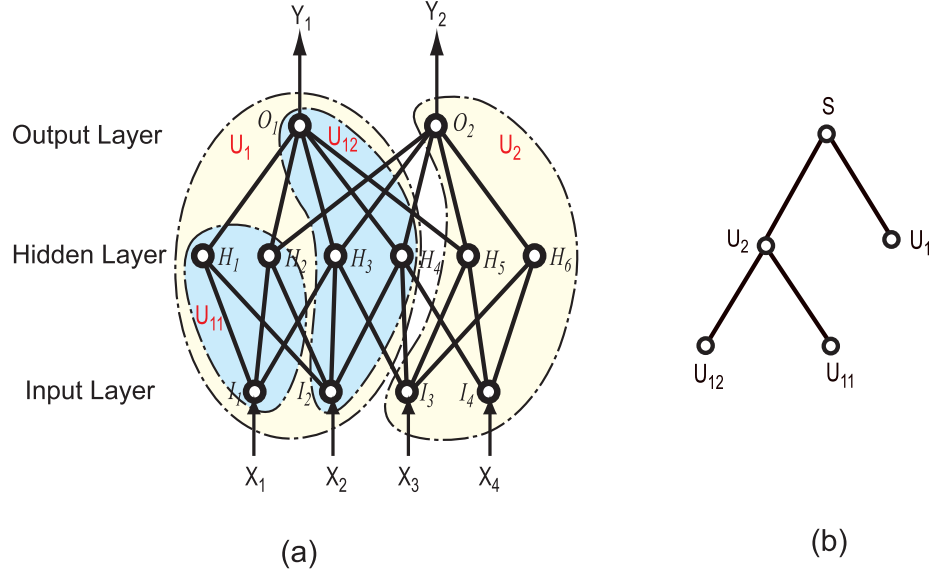 Y1 Y2
Output Layer
O1 O2
U1 U12 U2
Hidden Layer
H1 H2 H3 H4 H5 H6
U11
Input Layer
I1 I2 I3 I4
X1 X2 X3 X4
(a)
S
U2 U1
U12 U11
(b)